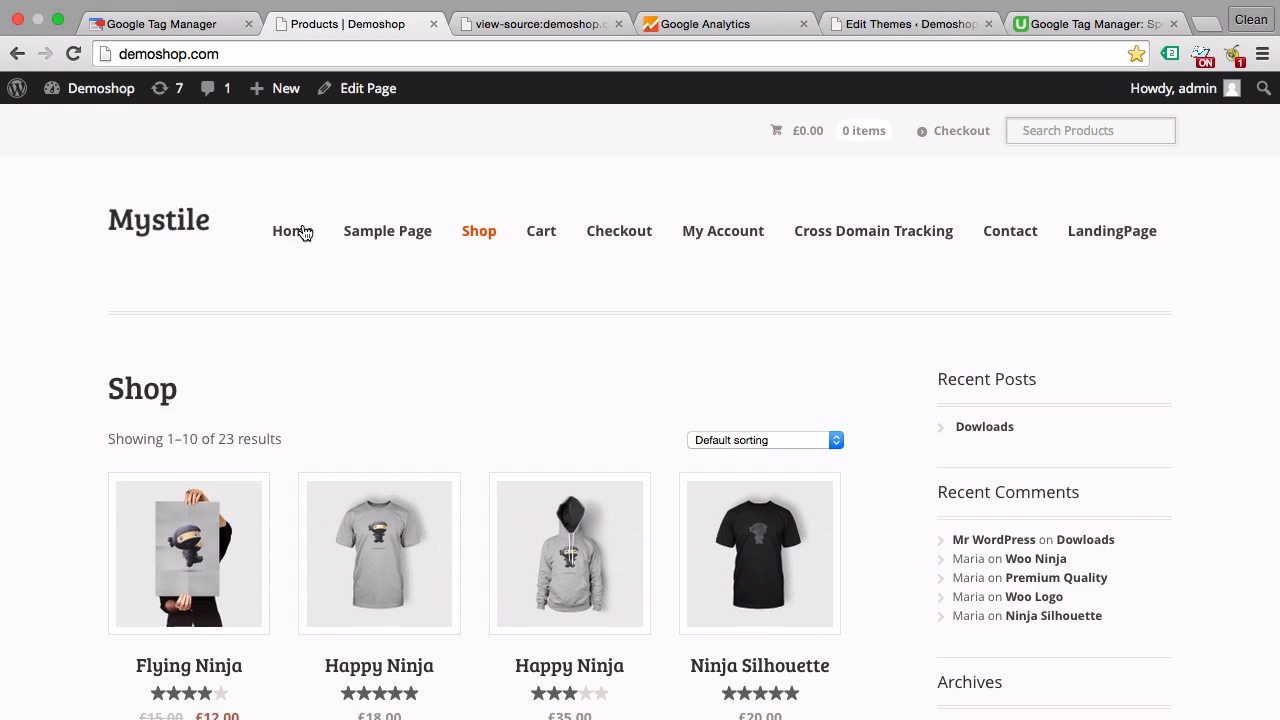 Google Tag Manager
Products | Demoshop
view-source:demoshop.c
Google Analytics
Edit Themes ‹ Demoshop
Google Tag Manager: Sp
Clean
demoshop.com
2
ON
1
Demoshop
7
1
New
Edit Page
Howdy, admin
£0.00
0 items
Checkout
Search Products
Mystile
Home
Sample Page
Shop
Cart
Checkout
My Account
Cross Domain Tracking
Contact
LandingPage
Shop
Showing 1–10 of 23 results
Default sorting
Flying Ninja
£15.00 £12.00
Happy Ninja
£18.00
Happy Ninja
£35.00
Ninja Silhouette
£20.00
Recent Posts
Dowloads
Recent Comments
Mr WordPress on Dowloads
Maria on Woo Ninja
Maria on Premium Quality
Maria on Woo Logo
Maria on Ninja Silhouette
Archives